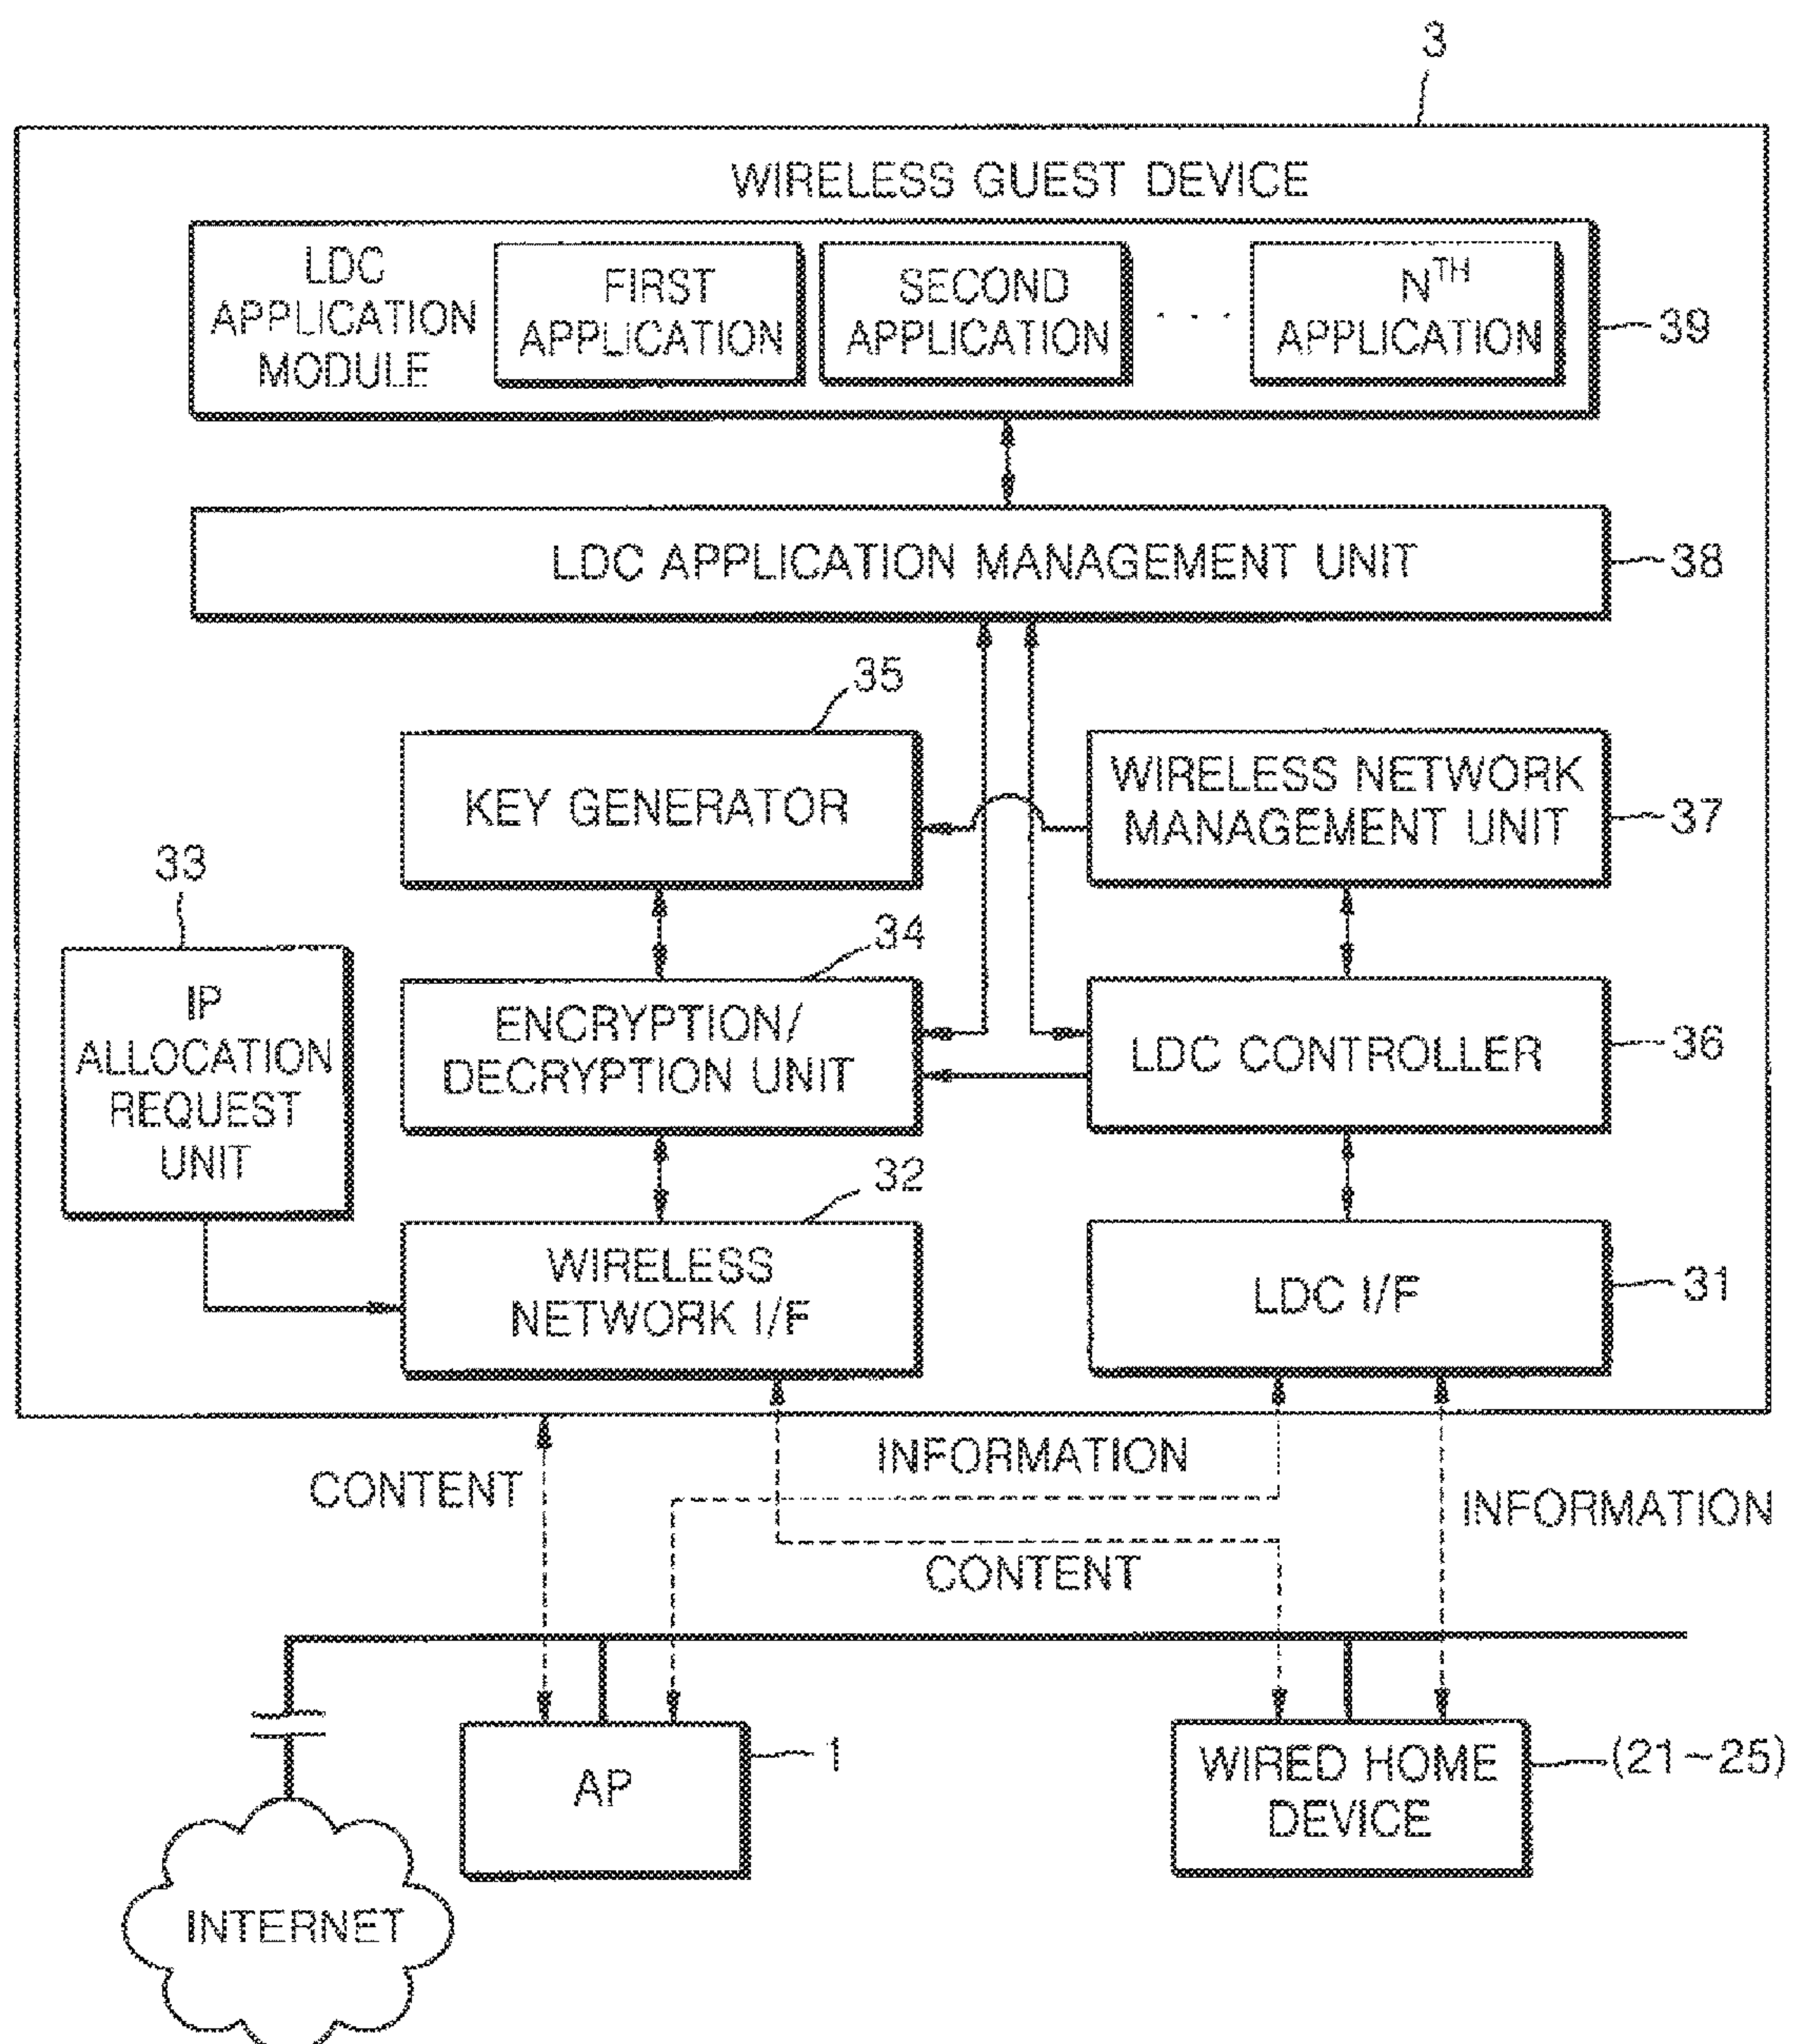 3
WIRELESS GUEST DEVICE
LDC
APPLICATION
MODULE
FIRST
APPLICATION
SECOND
APPLICATION
. . .
NTH
APPLICATION
39
LDC APPLICATION MANAGEMENT UNIT
38
35
KEY GENERATOR
WIRELESS NETWORK
MANAGEMENT UNIT
37
33
IP
ALLOCATION
REQUEST
UNIT
34
ENCRYPTION/
DECRYPTION UNIT
LDC CONTROLLER
36
32
WIRELESS
NETWORK I/F
LDC I/F
31
CONTENT
INFORMATION
INFORMATION
CONTENT
AP
1
WIRED HOME
DEVICE
(21~25)
INTERNET